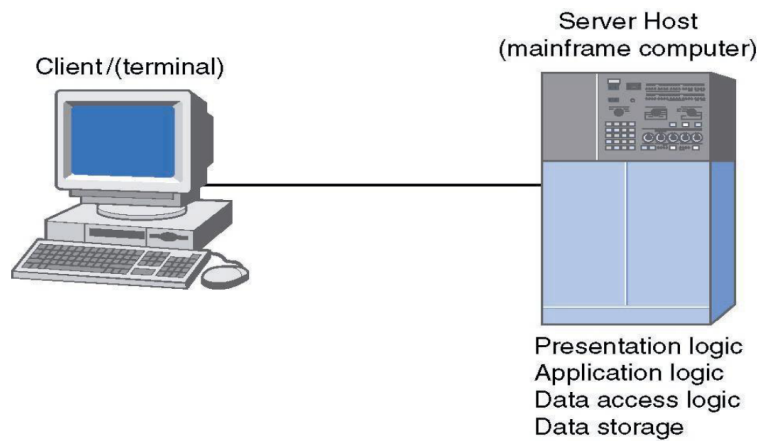 Server Host
(mainframe computer)
Client/(terminal)
Presentation logic
Application logic
Data access logic
Data storage